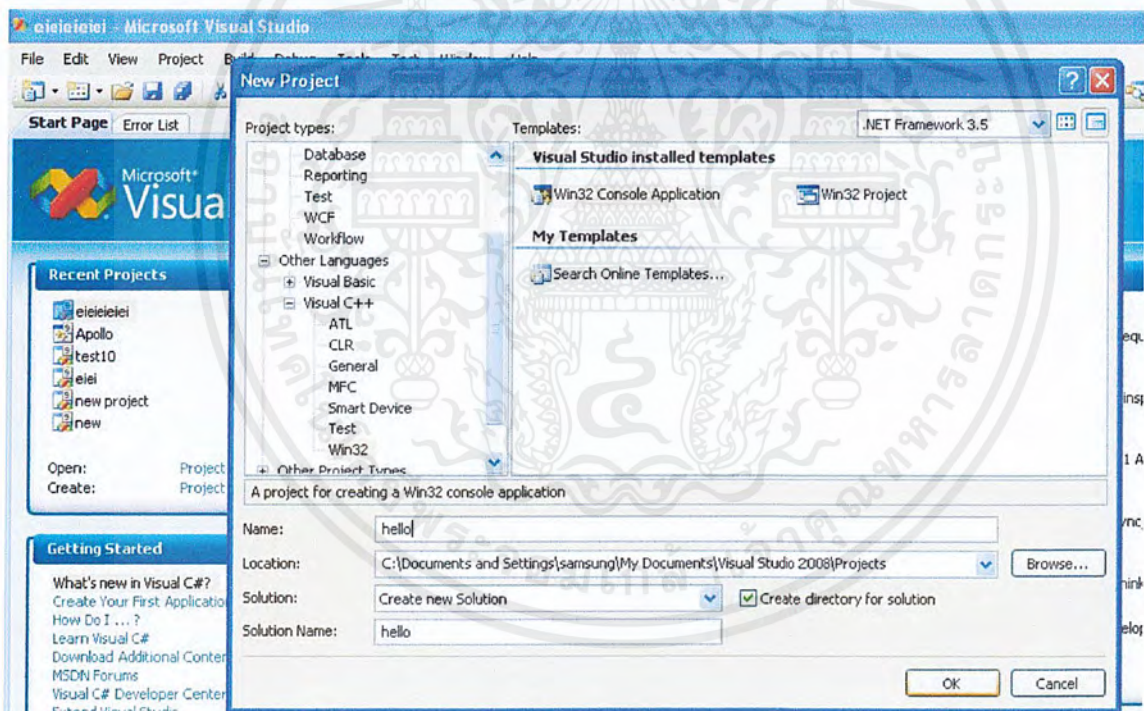 eieieieiei - Microsoft Visual Studio
File Edit View Project
Start Page Error List
Microsoft
Visua
Recent Projects
eieieieiei
Apollo
test10
eiei
new project
new
Open: Project
Create: Project
Getting Started
What's new in Visual C#?
Create Your First Applicatio
How Do I ... ?
Learn Visual C#
Download Additional Conter
MSDN Forums
Visual C# Developer Center
Extend Visual Studio
New Project
Project types:
Templates:
.NET Framework 3.5
Database
Reporting
Test
WCF
Workflow
Other Languages
Visual Basic
Visual C++
ATL
CLR
General
MFC
Smart Device
Test
Win32
Other Project Types
Visual Studio installed templates
Win32 Console Application
Win32 Project
My Templates
Search Online Templates...
A project for creating a Win32 console application
Name: hello
Location: C:\Documents and Settings\samsung\My Documents\Visual Studio 2008\Projects Browse...
Solution: Create new Solution Create directory for solution
Solution Name: hello
OK Cancel